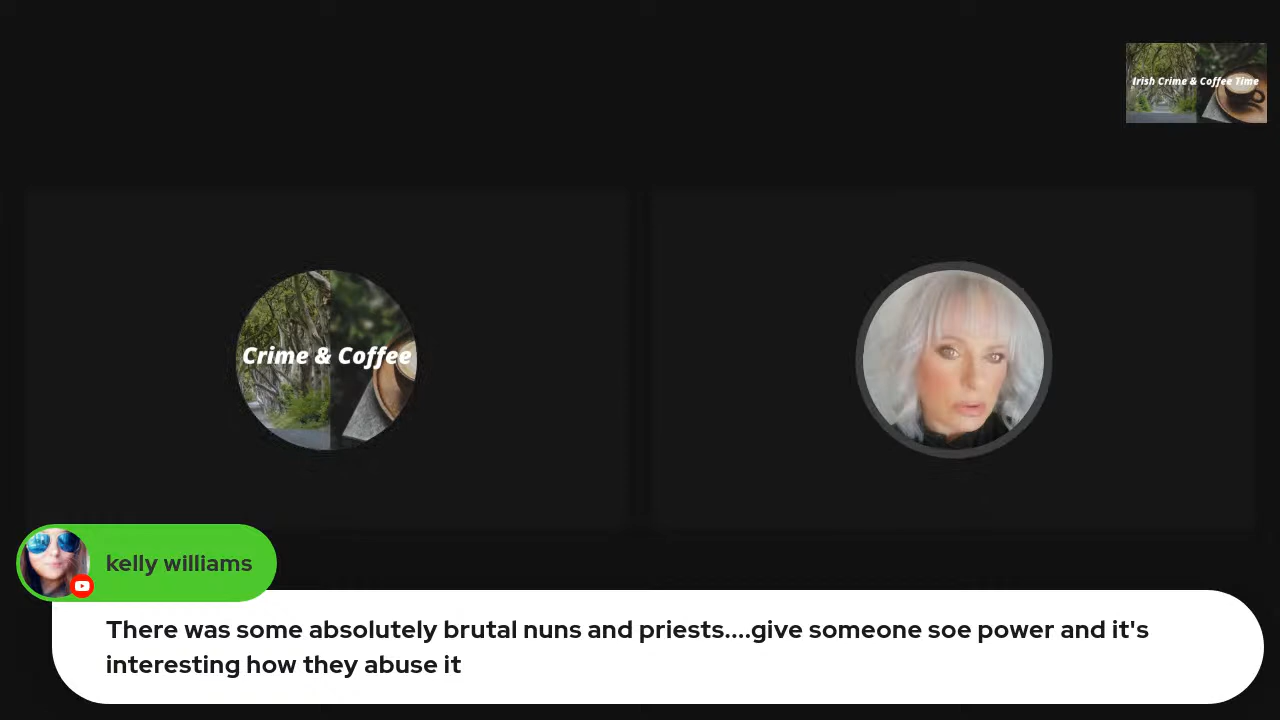 Irish Crime & Coffee Time
Crime & Coffee
kelly williams
There was some absolutely brutal nuns and priests....give someone soe power and it's
interesting how they abuse it